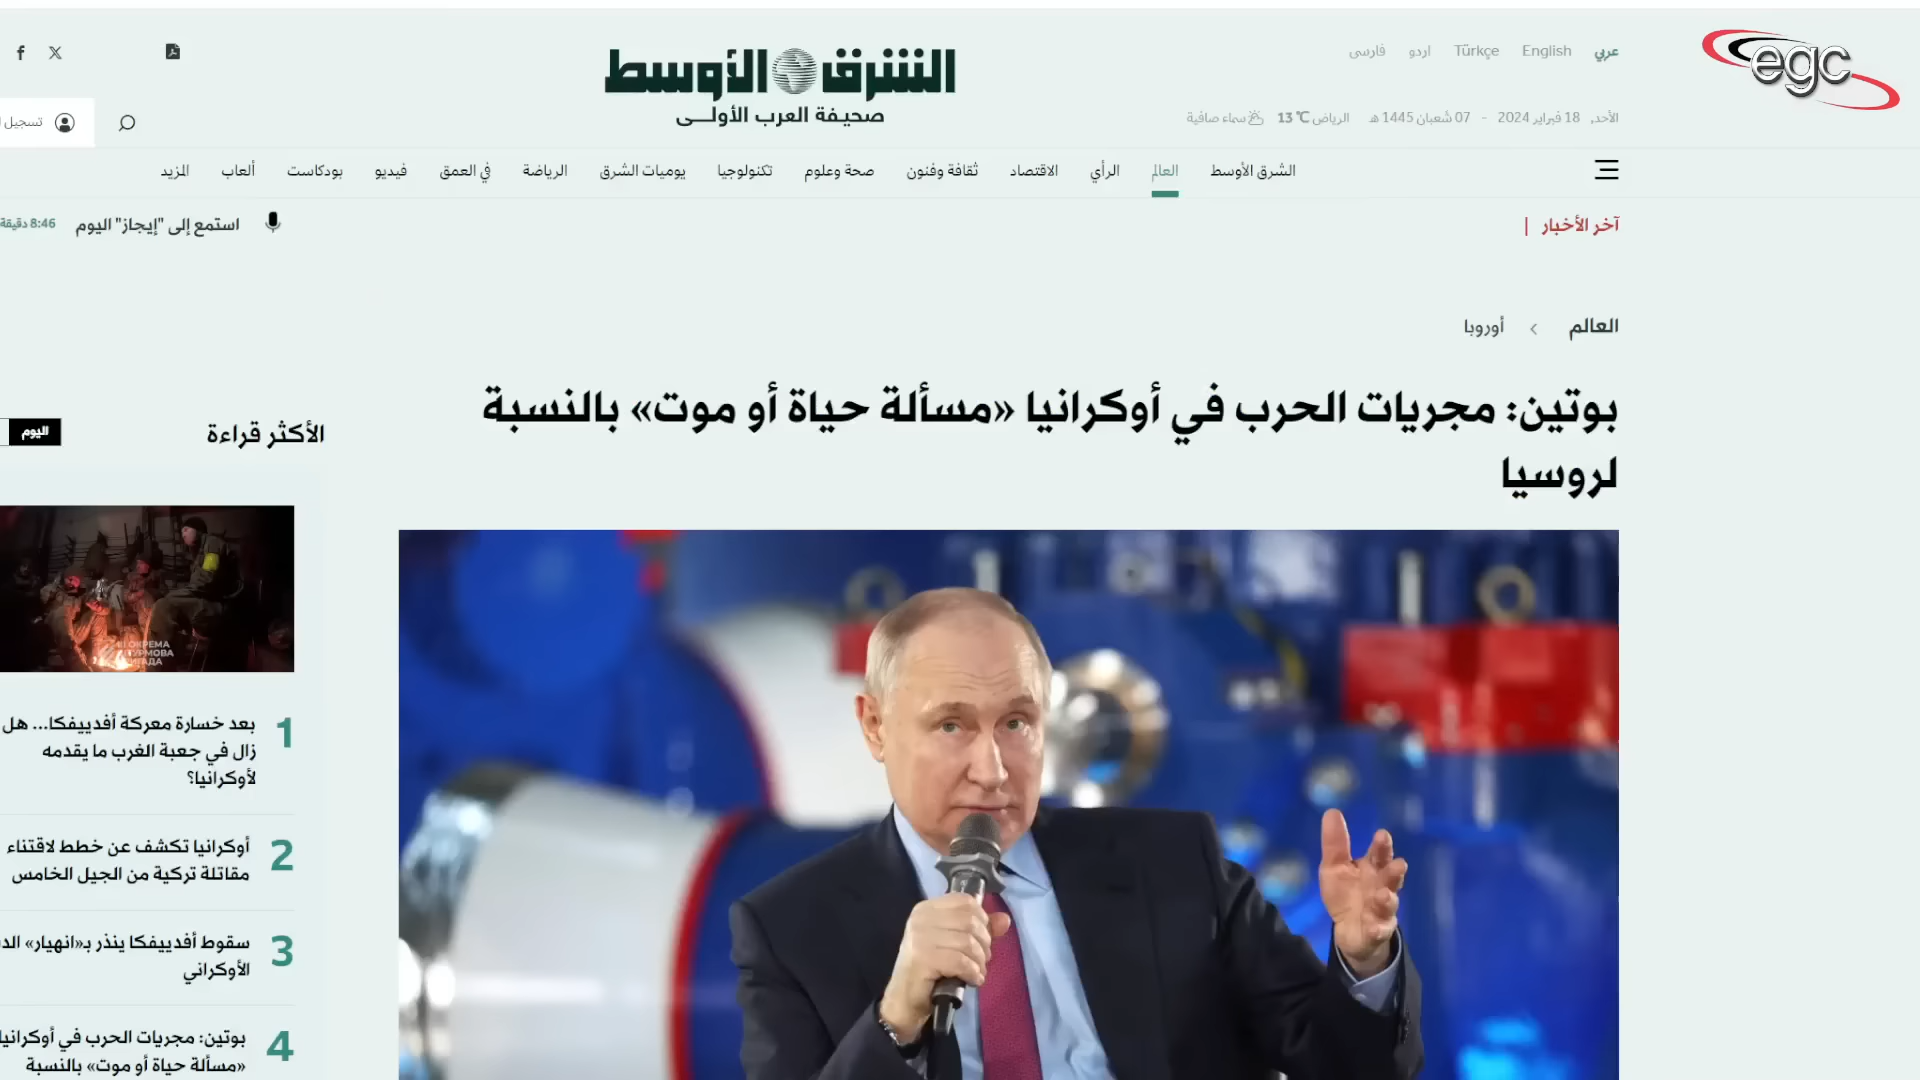 egc
عربي English Türkçe اردو فارسی
الشرق الأوسط
صحيفة العرب الأولى
الأحد, 18 فبراير 2024 - 07 شعبان 1445 هـ الرياض 13℃ سماء صافية
تسجيل
الشرق الأوسط العالم الرأي الاقتصاد ثقافة وفنون صحة وعلوم تكنولوجيا يوميات الشرق الرياضة في العمق فيديو بودكاست ألعاب المزيد
آخر الأخبار |
استمع إلى "إيجاز" اليوم 8:46 دقيقة
العالم › أوروبا
بوتين: مجريات الحرب في أوكرانيا «مسألة حياة أو موت» بالنسبة
لروسيا
الأكثر قراءة
اليوم
ОКРЕМА
ТУРМОВА
ИГАДА
1 بعد خسارة معركة أفدييفكا... هل
زال في جعبة الغرب ما يقدمه
لأوكرانيا؟
2 أوكرانيا تكشف عن خطط لاقتناء
مقاتلة تركية من الجيل الخامس
3 سقوط أفدييفكا ينذر بـ«انهيار»
الأوكراني
4 بوتين: مجريات الحرب في أوكرانيا
«مسألة حياة أو موت» بالنسبة